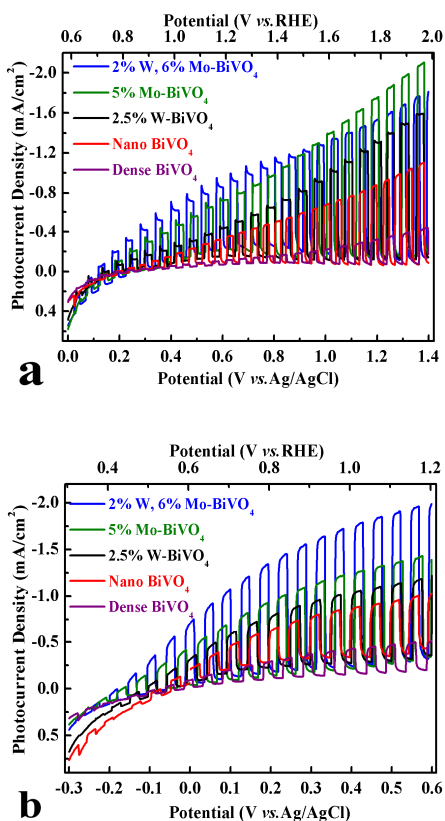 Potential (V vs.RHE)
0.6 0.8 1.0 1.2 1.4 1.6 1.8 2.0
2% W, 6% Mo-BiVO4
5% Mo-BiVO4
2.5% W-BiVO4
Nano BiVO4
Dense BiVO4
Photocurrent Density (mA/cm2)
-2.0
-1.6
-1.2
-0.8
-0.4
0.0
0.4
0.0 0.2 0.4 0.6 0.8 1.0 1.2 1.4
Potential (V vs.Ag/AgCl)
a
Potential (V vs.RHE)
0.4 0.6 0.8 1.0 1.2
2% W, 6% Mo-BiVO4
5% Mo-BiVO4
2.5% W-BiVO4
Nano BiVO4
Dense BiVO4
Photocurrent Density (mA/cm2)
-2.0
-1.5
-1.0
-0.5
0.0
0.5
-0.3 -0.2 -0.1 0.0 0.1 0.2 0.3 0.4 0.5 0.6
Potential (V vs.Ag/AgCl)
b